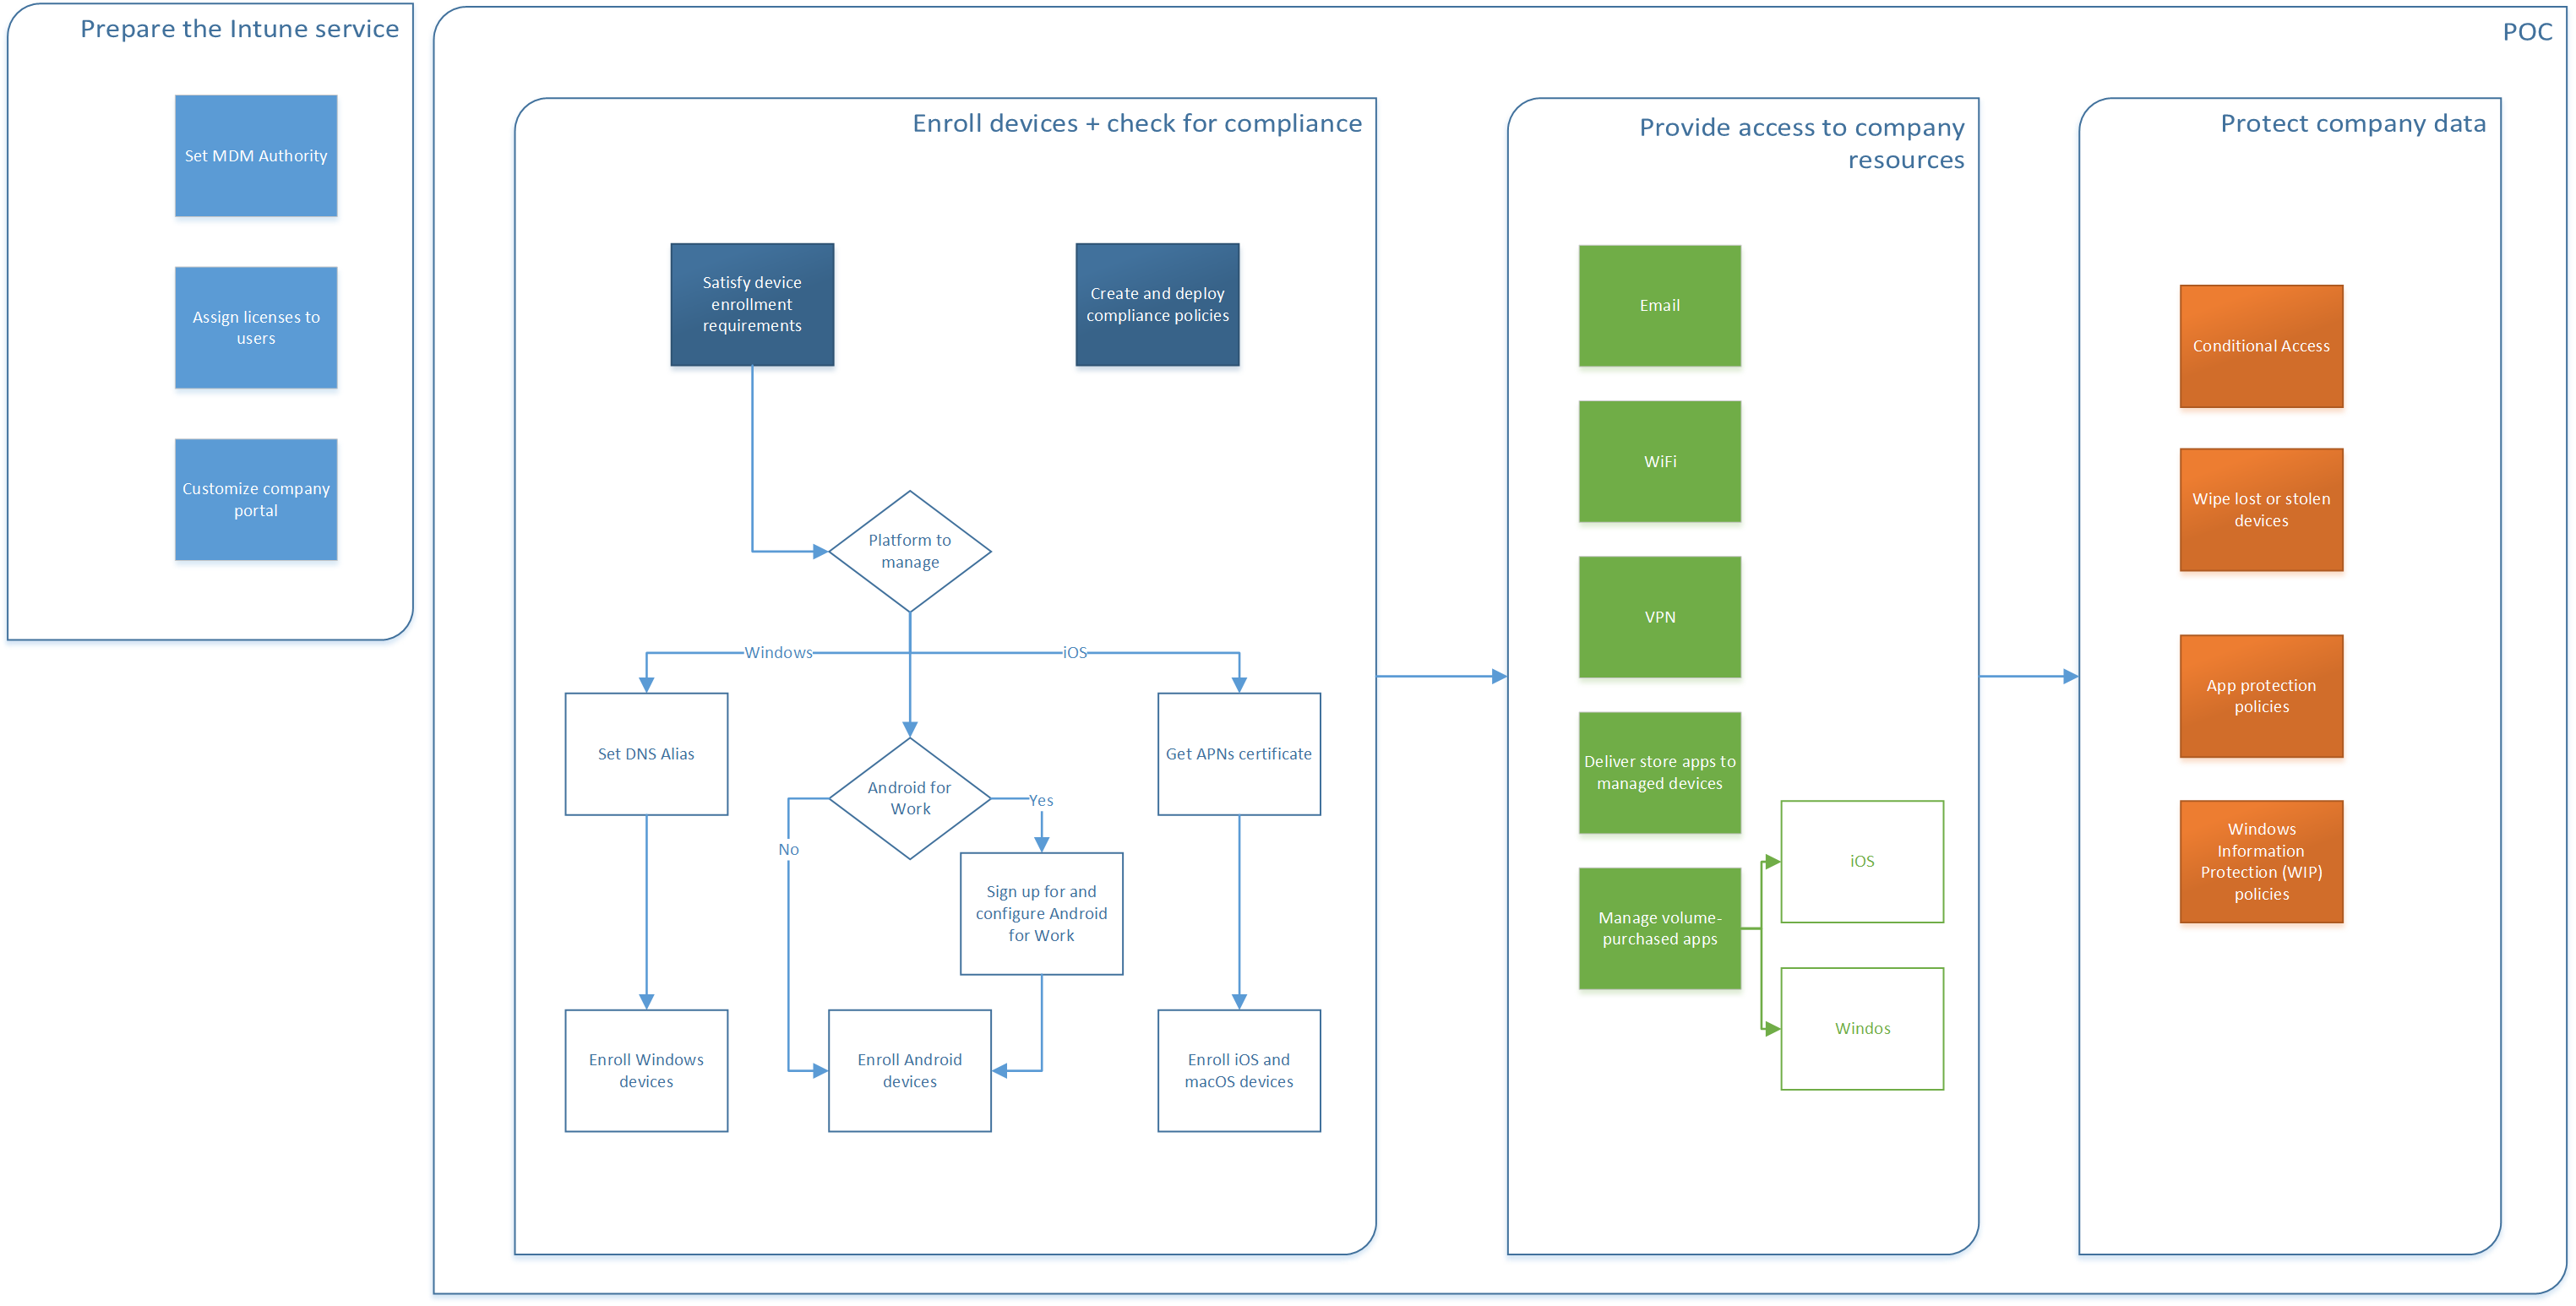 Prepare the Intune service
Set MDM Authority
Assign licenses to
users
Customize company
portal
POC
Enroll devices + check for compliance
Satisfy device
enrollment
requirements
Create and deploy
compliance policies
Platform to
manage
Windows
iOS
Set DNS Alias
Android for
Work
Yes
No
Get APNs certificate
Sign up for and
configure Android
for Work
Enroll Windows
devices
Enroll Android
devices
Enroll iOS and
macOS devices
Provide access to company
resources
Email
WiFi
VPN
Deliver store apps to
managed devices
Manage volume-
purchased apps
iOS
Windos
Protect company data
Conditional Access
Wipe lost or stolen
devices
App protection
policies
Windows
Information
Protection (WIP)
policies